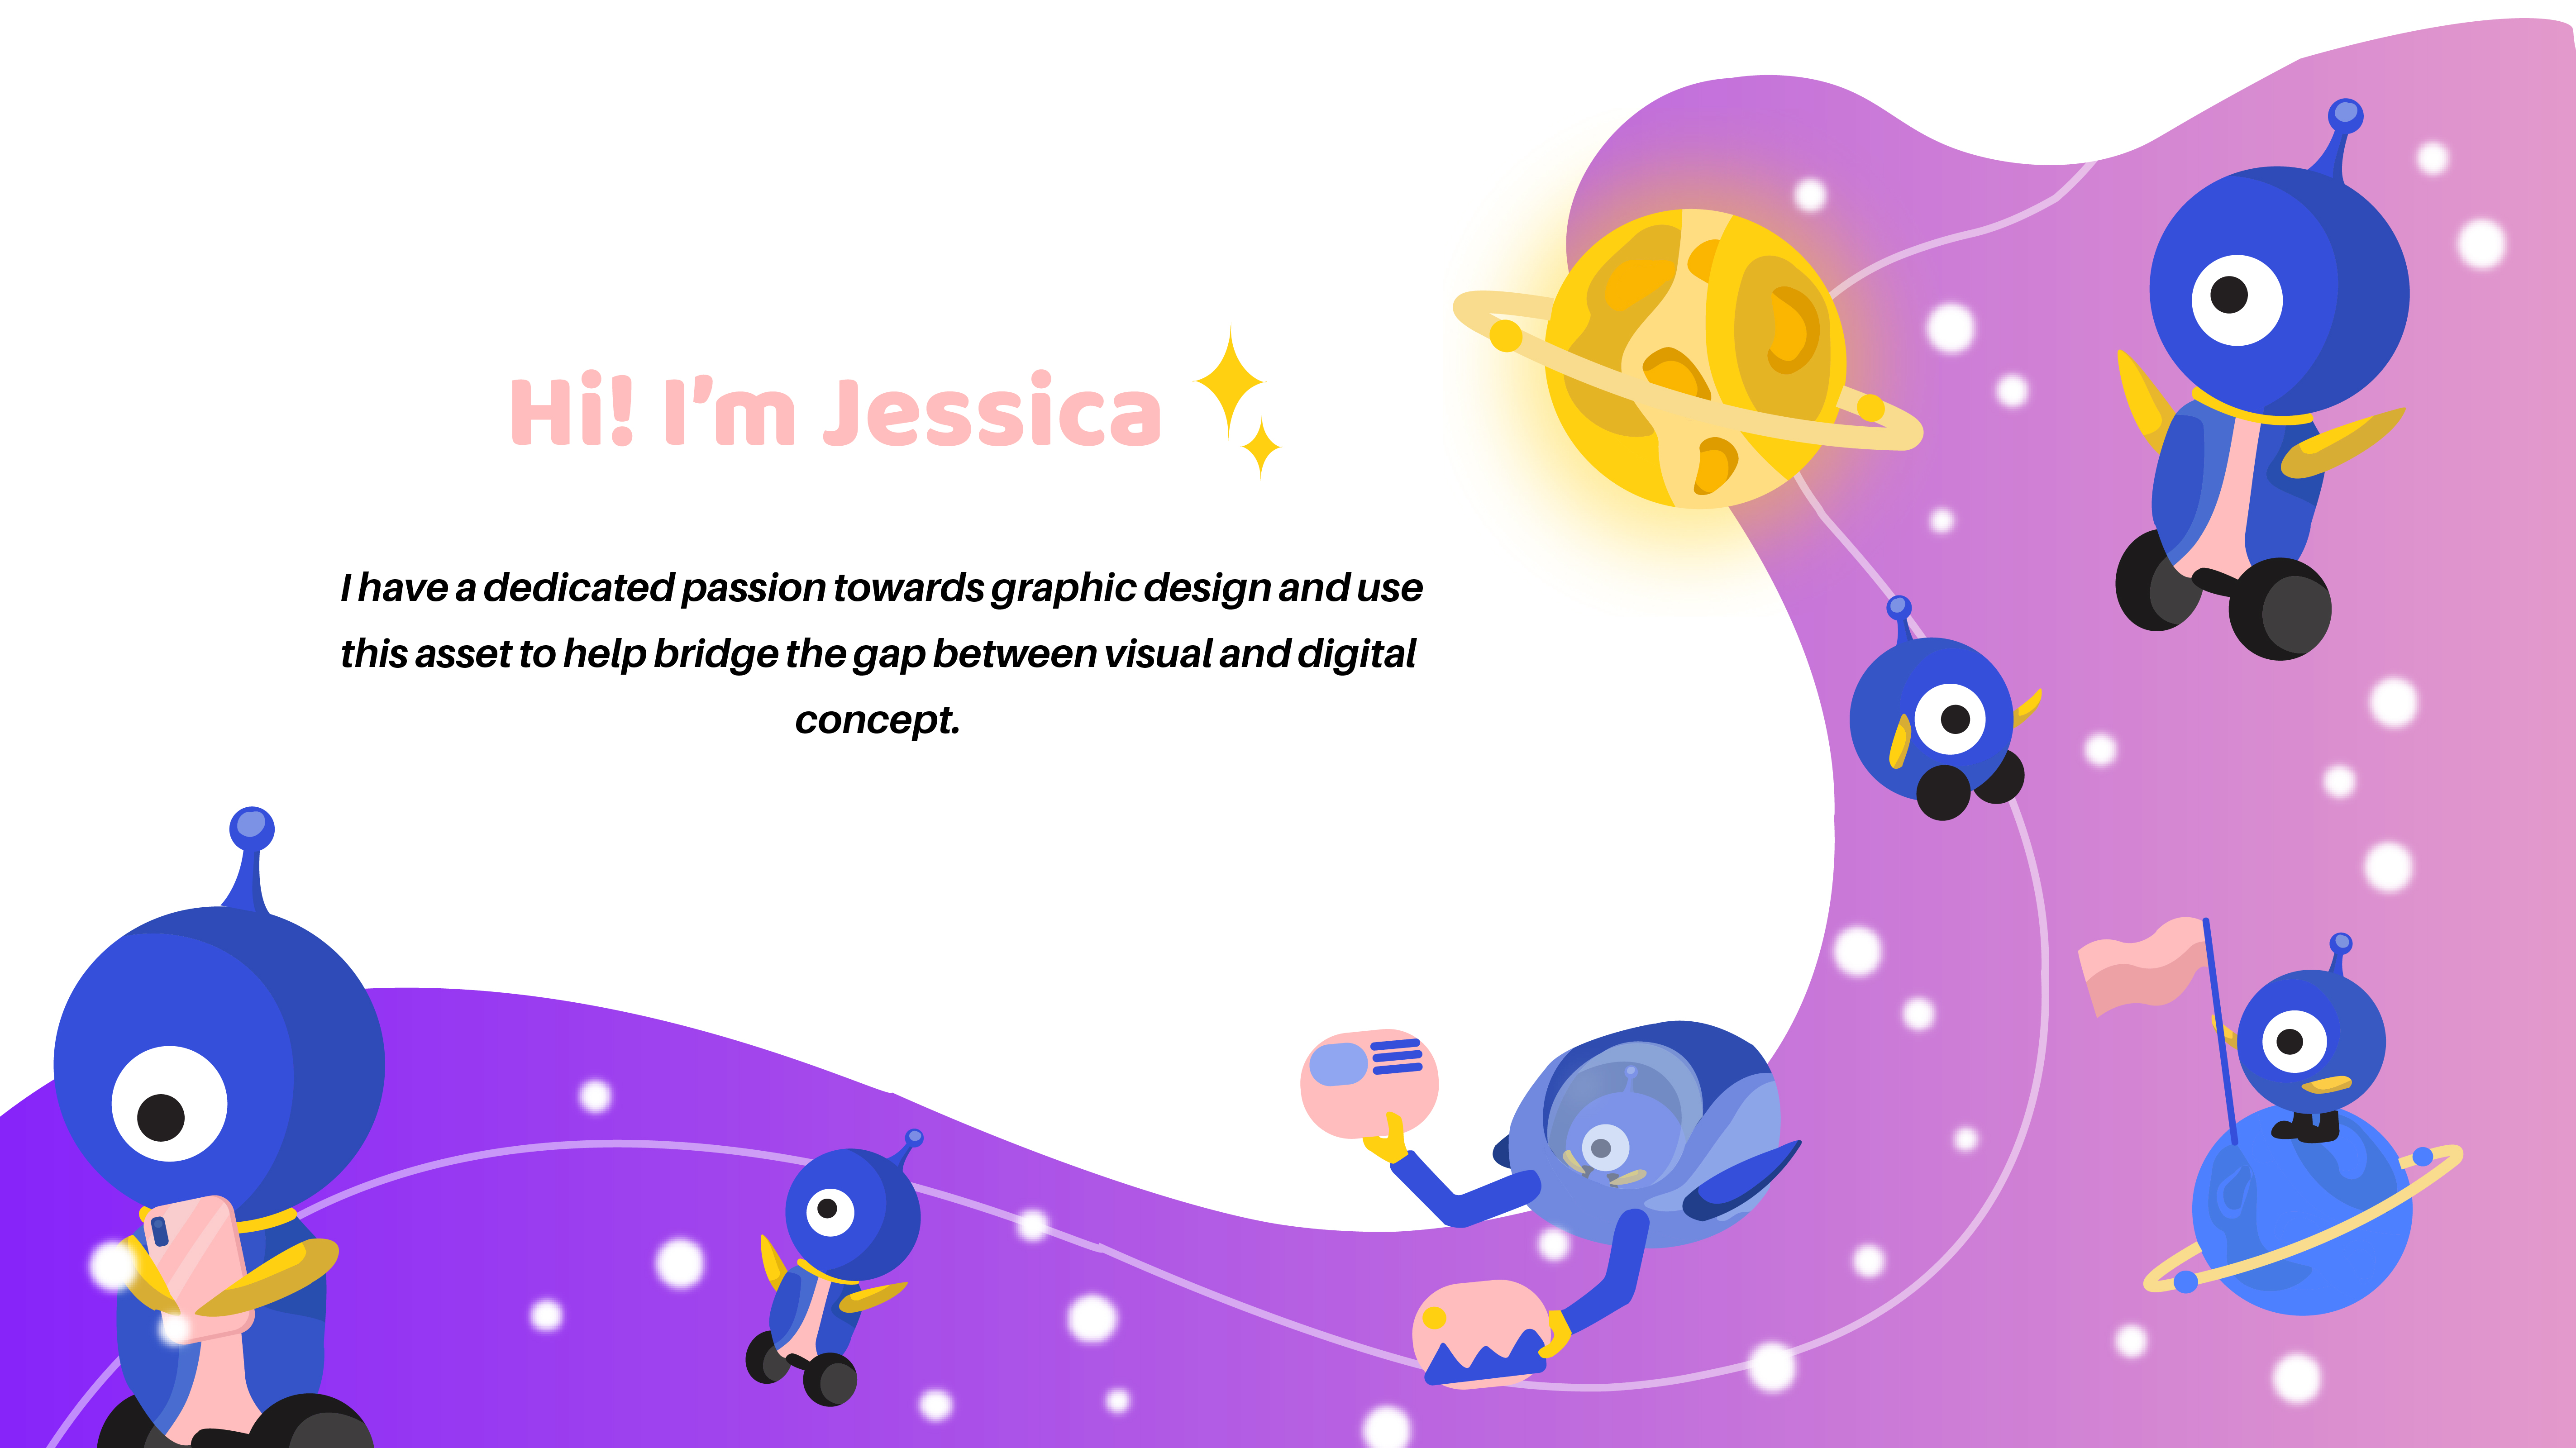 Hi! I'm Jessica
I have a dedicated passion towards graphic design and use
this asset to help bridge the gap between visual and digital
concept.